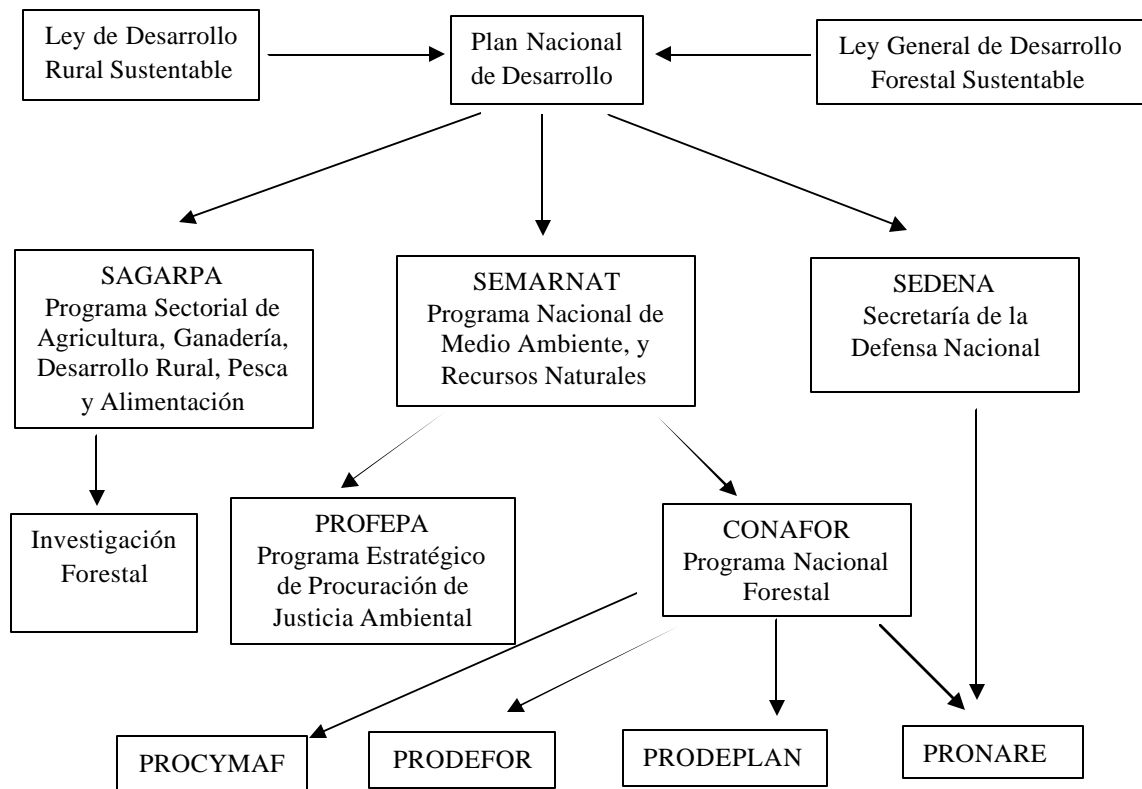 Ley de Desarrollo
Rural Sustentable
Plan Nacional
de Desarrollo
Ley General de Desarrollo
Forestal Sustentable
SAGARPA
Programa Sectorial de
Agricultura, Ganadería,
Desarrollo Rural, Pesca
y Alimentación
SEMARNAT
Programa Nacional de
Medio Ambiente, y
Recursos Naturales
SEDENA
Secretaría de la
Defensa Nacional
Investigación
Forestal
PROFEPA
Programa Estratégico
de Procuración de
Justicia Ambiental
CONAFOR
Programa Nacional
Forestal
PROCYMAF
PRODEFOR
PRODEPLAN
PRONARE